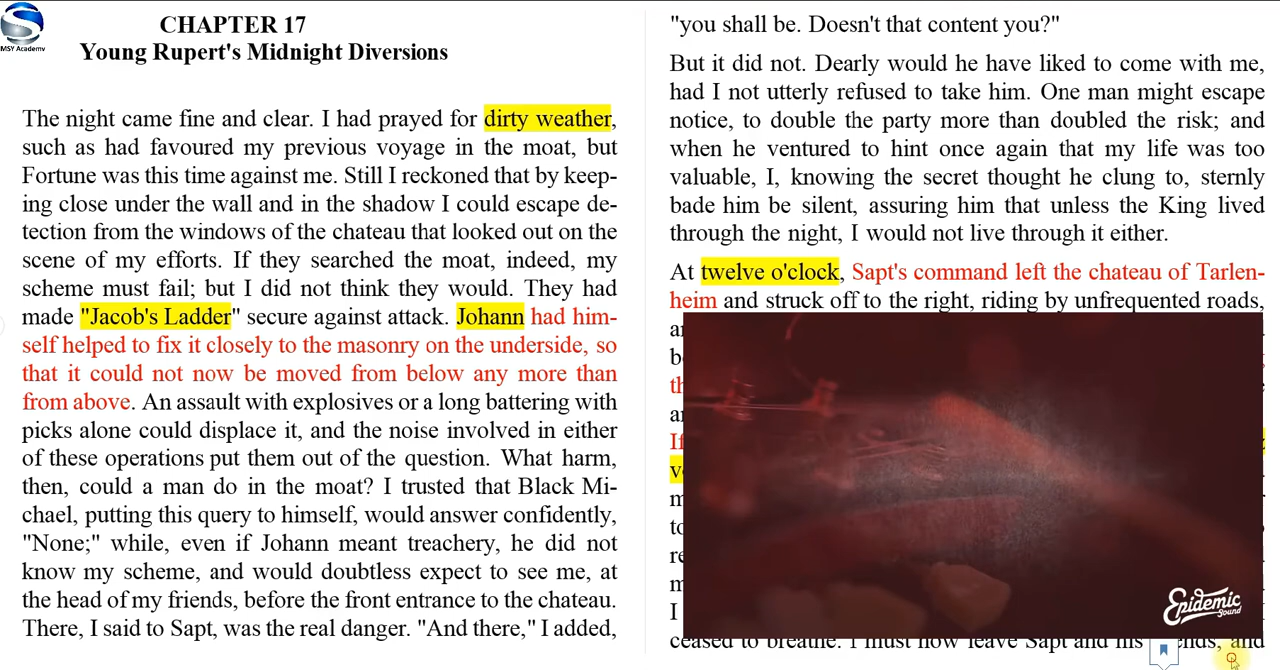 MSY Academy
CHAPTER 17
Young Rupert's Midnight Diversions
The night came fine and clear. I had prayed for dirty weather,
such as had favoured my previous voyage in the moat, but
Fortune was this time against me. Still I reckoned that by keep-
ing close under the wall and in the shadow I could escape de-
tection from the windows of the chateau that looked out on the
scene of my efforts. If they searched the moat, indeed, my
scheme must fail; but I did not think they would. They had
made "Jacob's Ladder" secure against attack. Johann had him-
self helped to fix it closely to the masonry on the underside, so
that it could not now be moved from below any more than
from above. An assault with explosives or a long battering with
picks alone could displace it, and the noise involved in either
of these operations put them out of the question. What harm,
then, could a man do in the moat? I trusted that Black Mi-
chael, putting this query to himself, would answer confidently,
"None;" while, even if Johann meant treachery, he did not
know my scheme, and would doubtless expect to see me, at
the head of my friends, before the front entrance to the chateau.
There, I said to Sapt, was the real danger. "And there," I added,
"you shall be. Doesn't that content you?"
But it did not. Dearly would he have liked to come with me,
had I not utterly refused to take him. One man might escape
notice, to double the party more than doubled the risk; and
when he ventured to hint once again that my life was too
valuable, I, knowing the secret thought he clung to, sternly
bade him be silent, assuring him that unless the King lived
through the night, I would not live through it either.
At twelve o'clock, Sapt's command left the chateau of Tarlen-
heim and struck off to the right, riding by unfrequented roads,
If
I
ceased to breathe. I must now leave Sapt and his and
Epidemic
Sound